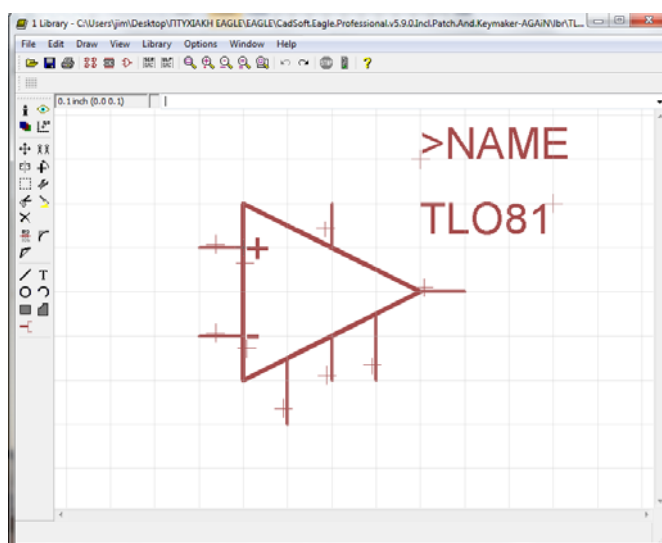 1 Library - C:\Users\jim\Desktop\ΠΤΥΧΙΑΚΗ EAGLE\EAGLE\CadSoft.Eagle.Professional.v5.9.0.Incl.Patch.And.Keymaker-AGAiN\lbr\TL...
File Edit Draw View Library Options Window Help
0.1 inch (0.0 0.1)
>NAME
TLO81
+
-